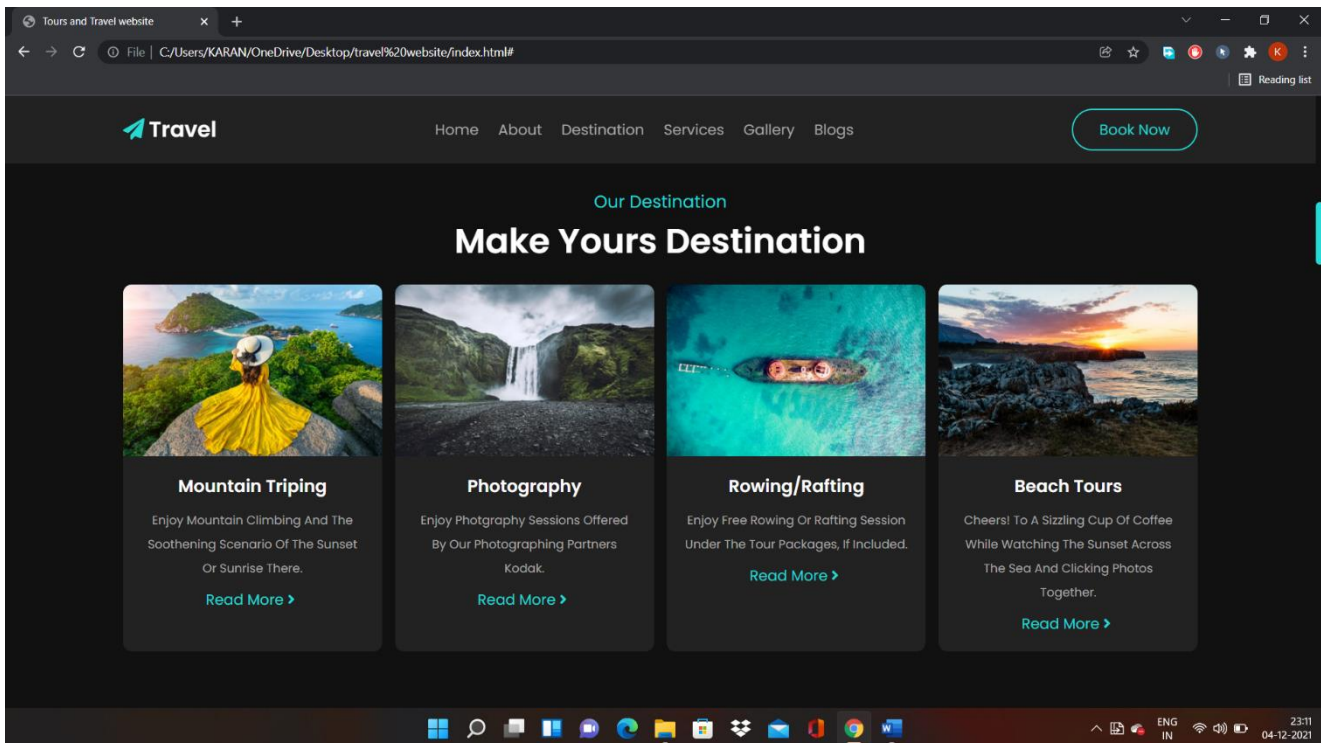 Tours and Travel website
File | C:/Users/KARAN/OneDrive/Desktop/travel%20website/index.html#
K
Reading list
Travel
Home About Destination Services Gallery Blogs
Book Now
Our Destination
Make Yours Destination
Mountain Triping
Enjoy Mountain Climbing And The
Soothening Scenario Of The Sunset
Or Sunrise There.
Read More
Photography
Enjoy Photgraphy Sessions Offered
By Our Photographing Partners
Kodak.
Read More
Rowing/Rafting
Enjoy Free Rowing Or Rafting Session
Under The Tour Packages, If Included.
Read More
Beach Tours
Cheers! To A Sizzling Cup Of Coffee
While Watching The Sunset Across
The Sea And Clicking Photos
Together.
Read More
ENG
IN
23:11
04-12-2021